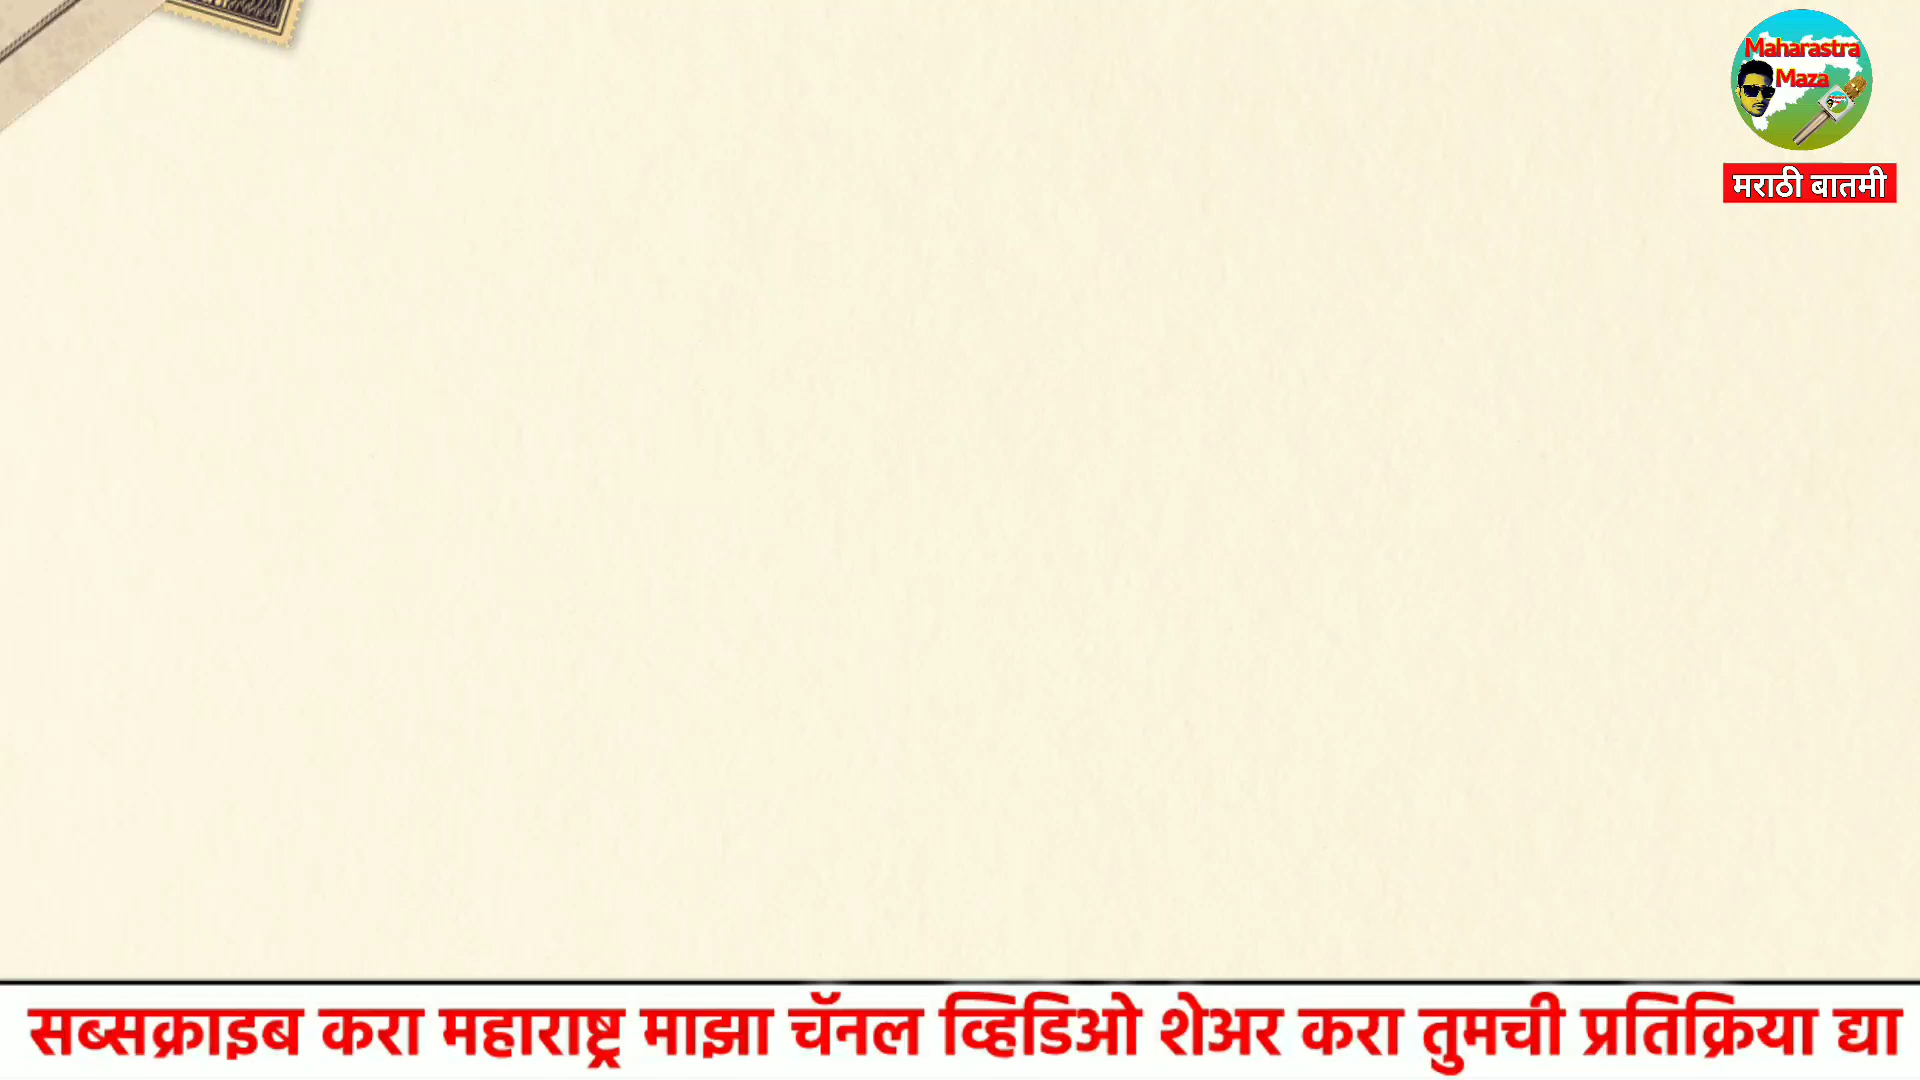 Maharastra
Maza
मराठी बातमी
सब्सक्राइब करा महाराष्ट्र माझा चॅनल व्हिडिओ शेअर करा तुमची प्रतिक्रिया द्या